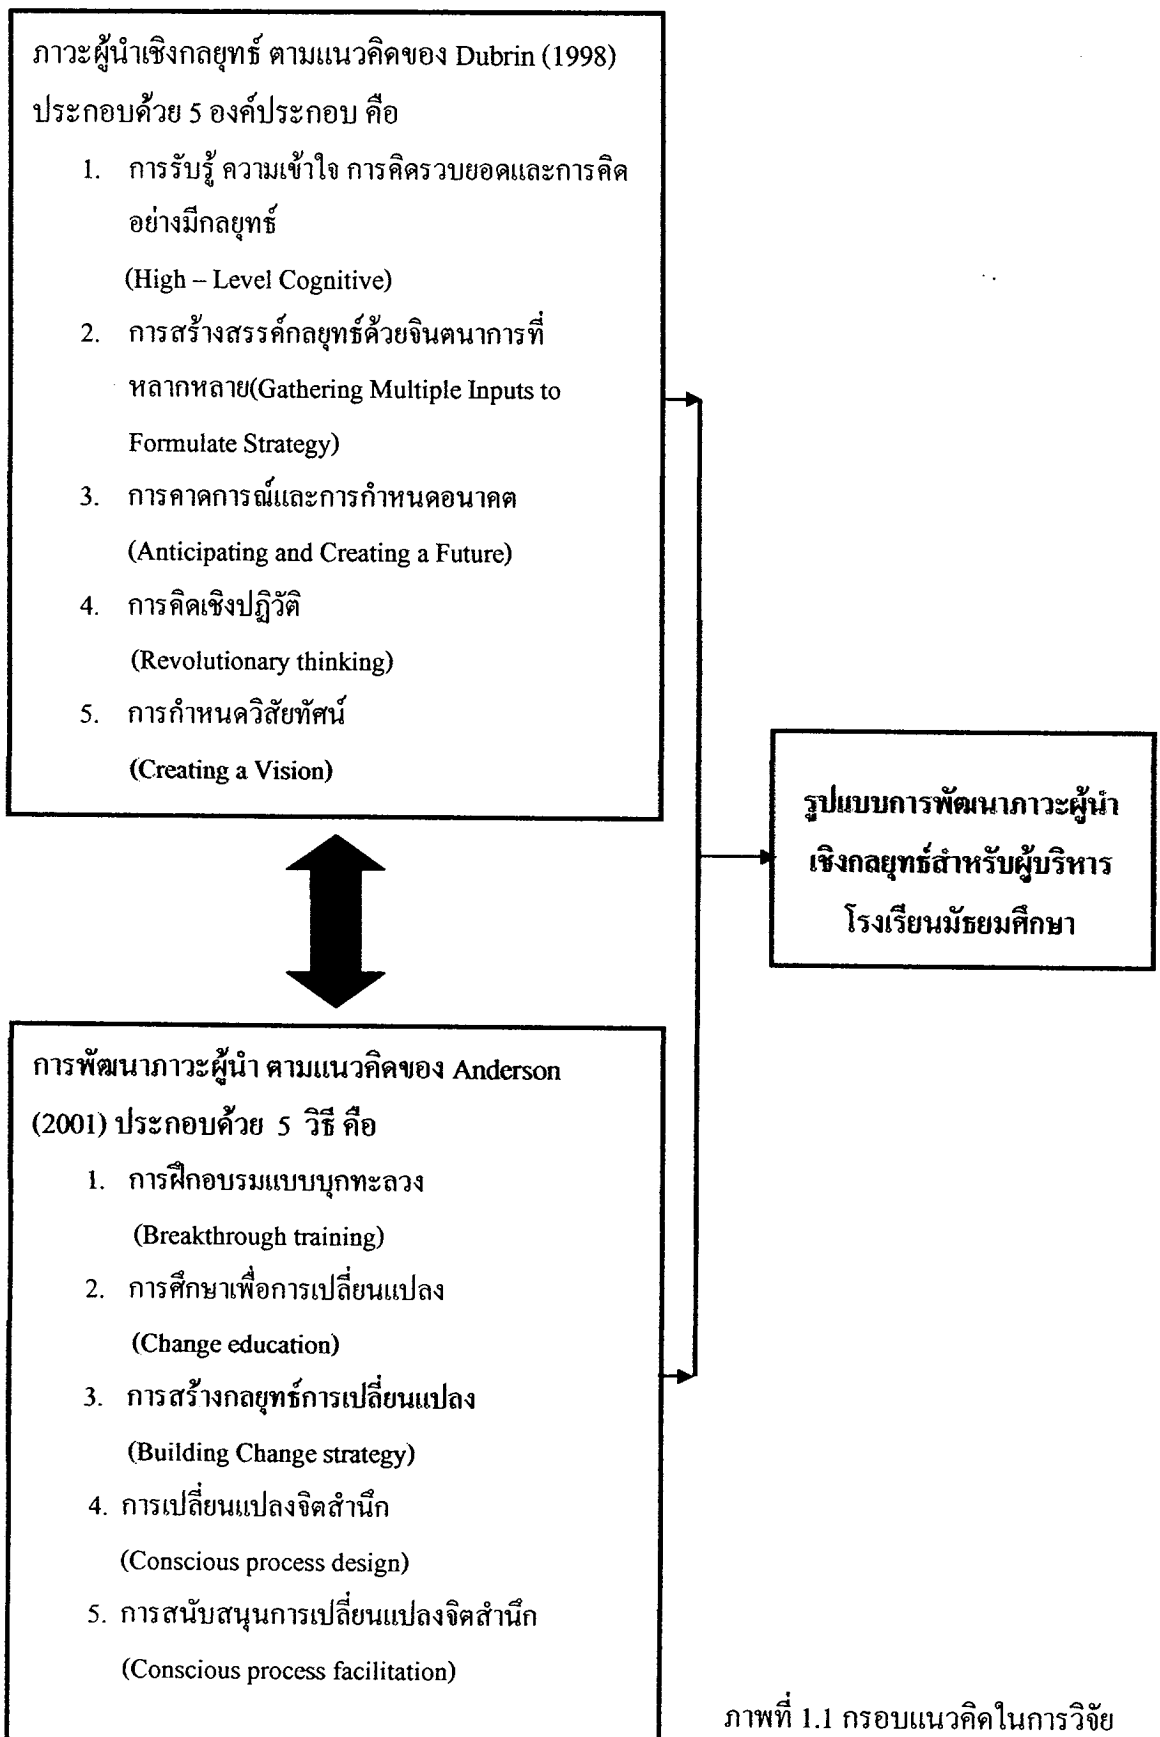 ภาวะผู้นำเชิงกลยุทธ์ ตามแนวคิดของ Dubrin (1998)
ประกอบด้วย 5 องค์ประกอบ คือ
1. การรับรู้ ความเข้าใจ การคิดรวบยอดและการคิด
อย่างมีกลยุทธ์
(High – Level Cognitive)
2. การสร้างสรรค์กลยุทธ์ด้วยจินตนาการที่
หลากหลาย(Gathering Multiple Inputs to
Formulate Strategy)
3. การคาดการณ์และการกำหนดอนาคต
(Anticipating and Creating a Future)
4. การคิดเชิงปฏิวัติ
(Revolutionary thinking)
5. การกำหนดวิสัยทัศน์
(Creating a Vision)
รูปแบบการพัฒนาภาวะผู้นำ
เชิงกลยุทธ์สำหรับผู้บริหาร
โรงเรียนมัธยมศึกษา
การพัฒนาภาวะผู้นำ ตามแนวคิดของ Anderson
(2001) ประกอบด้วย 5 วิธี คือ
1. การฝึกอบรมแบบบุกทะลวง
(Breakthrough training)
2. การศึกษาเพื่อการเปลี่ยนแปลง
(Change education)
3. การสร้างกลยุทธ์การเปลี่ยนแปลง
(Building Change strategy)
4. การเปลี่ยนแปลงจิตสำนึก
(Conscious process design)
5. การสนับสนุนการเปลี่ยนแปลงจิตสำนึก
(Conscious process facilitation)
ภาพที่ 1.1 กรอบแนวคิดในการวิจัย